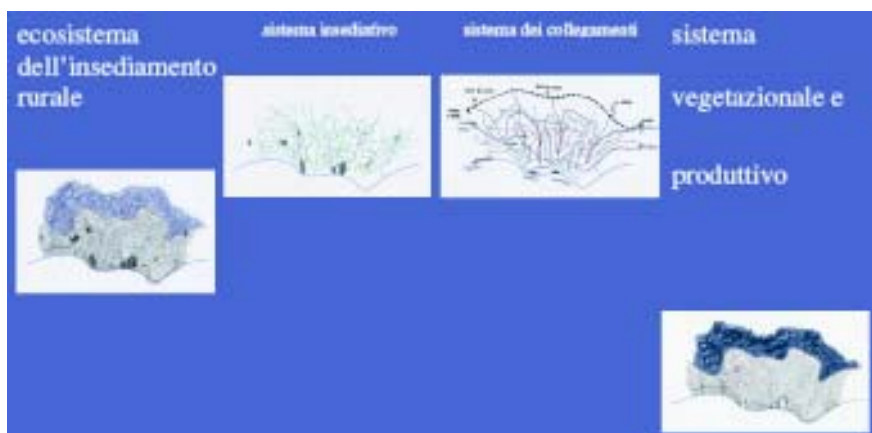 ecosistema
dell'insediamento
rurale
sistema insediativo
sistema dei collegamenti
sistema
vegetazionale e
produttivo